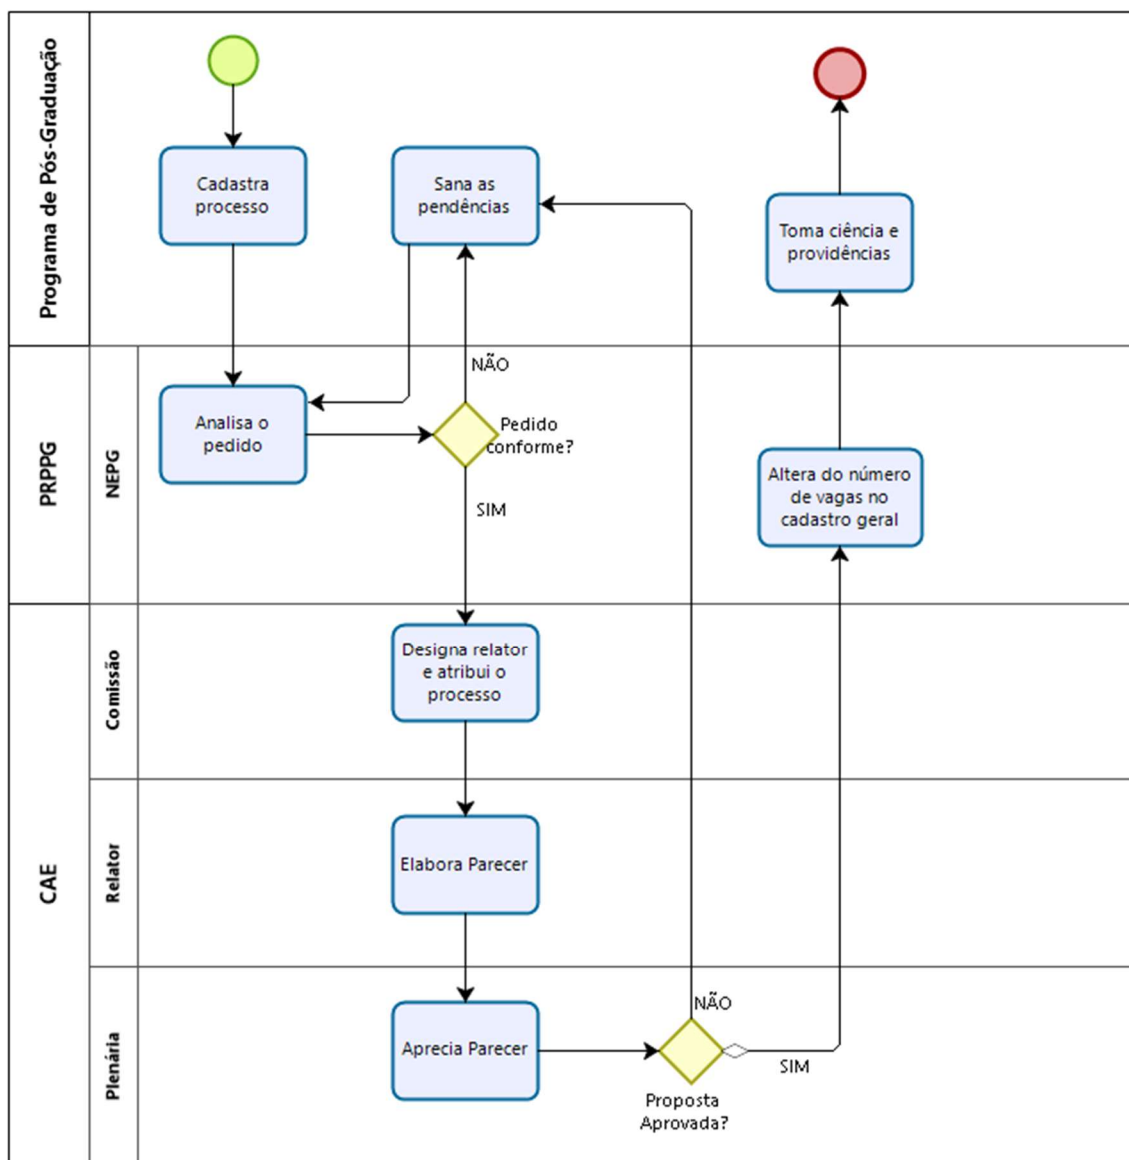 Programa de Pós-Graduação
Cadastra
processo
Sana as
pendências
Toma ciência e
providências
PRPPG
NEPG
Analisa o
pedido
NÃO
Pedido
conforme?
SIM
Altera do número
de vagas no
cadastro geral
CAE
Comissão
Designa relator
e atribui o
processo
Relator
Elabora Parecer
Plenária
Aprecia Parecer
NÃO
SIM
Proposta
Aprovada?